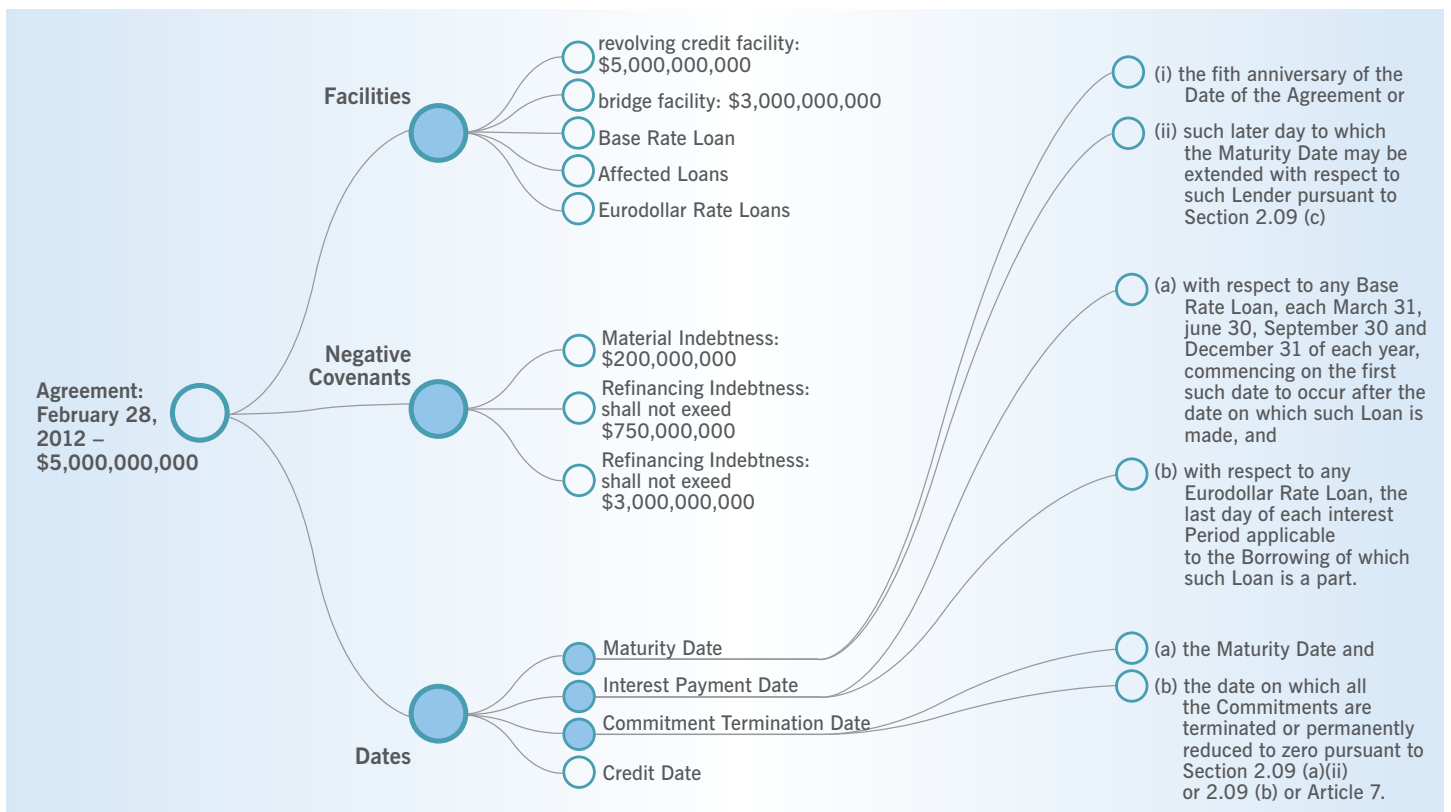 Agreement:
February 28,
2012 –
$5,000,000,000
Facilities
revolving credit facility:
$5,000,000,000
bridge facility: $3,000,000,000
Base Rate Loan
Affected Loans
Eurodollar Rate Loans
Negative
Covenants
Material Indebtness:
$200,000,000
Refinancing Indebtness:
shall not exeed
$750,000,000
Refinancing Indebtness:
shall not exeed
$3,000,000,000
Dates
Maturity Date
Interest Payment Date
Commitment Termination Date
Credit Date
(i) the fith anniversary of the
Date of the Agreement or
(ii) such later day to which
the Maturity Date may be
extended with respect to
such Lender pursuant to
Section 2.09 (c)
(a) with respect to any Base
Rate Loan, each March 31,
june 30, September 30 and
December 31 of each year,
commencing on the first
such date to occur after the
date on which such Loan is
made, and
(b) with respect to any
Eurodollar Rate Loan, the
last day of each interest
Period applicable
to the Borrowing of which
such Loan is a part.
(a) the Maturity Date and
(b) the date on which all
the Commitments are
terminated or permanently
reduced to zero pursuant to
Section 2.09 (a)(ii)
or 2.09 (b) or Article 7.